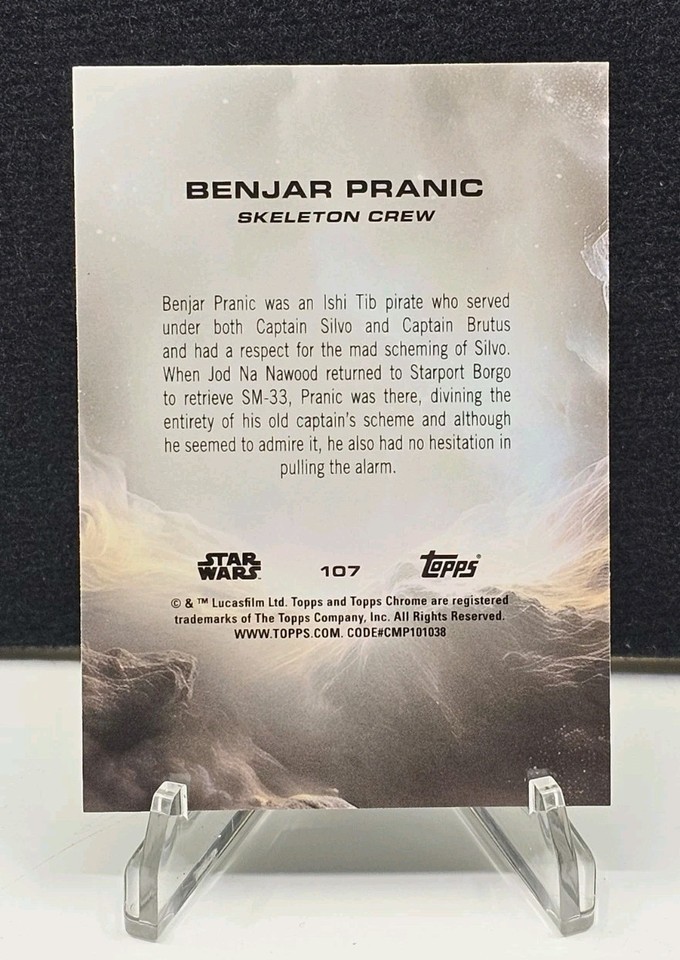 BENJAR PRANIC
SKELETON CREW
Benjar Pranic was an Ishi Tib pirate who served
under both Captain Silvo and Captain Brutus
and had a respect for the mad scheming of Silvo.
When Jod Na Nawood returned to Starport Borgo
to retrieve SM-33, Pranic was there, divining the
entirety of his old captain's scheme and although
he seemed to admire it, he also had no hesitation in
pulling the alarm.
STAR
WARS
107
topps®
© & ™ Lucasfilm Ltd. Topps and Topps Chrome are registered
trademarks of The Topps Company, Inc. All Rights Reserved.
WWW.TOPPS.COM. CODE#CMP101038